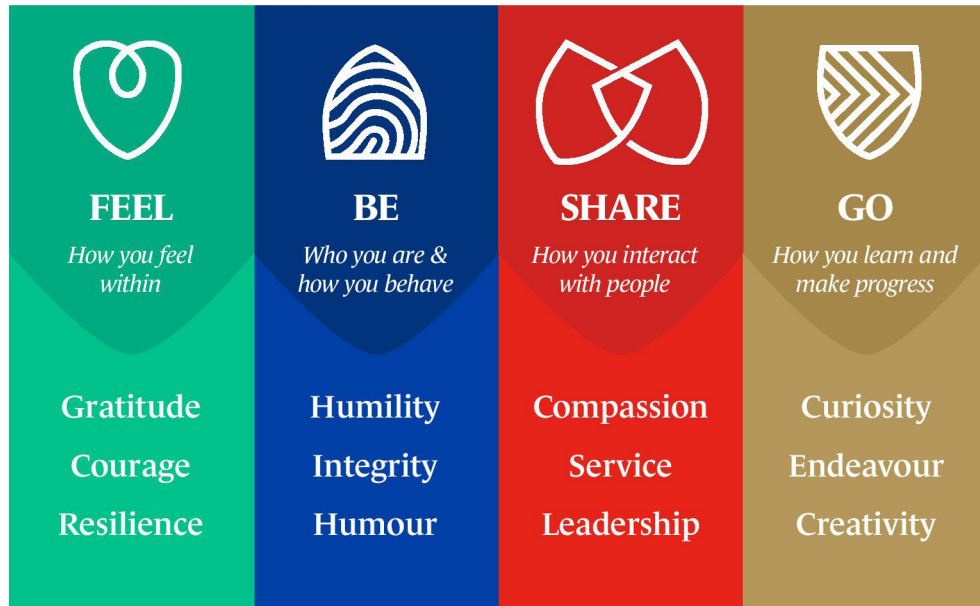 FEEL
How you feel
within
Gratitude
Courage
Resilience
BE
Who you are &
how you behave
Humility
Integrity
Humour
SHARE
How you interact
with people
Compassion
Service
Leadership
GO
How you learn and
make progress
Curiosity
Endeavour
Creativity